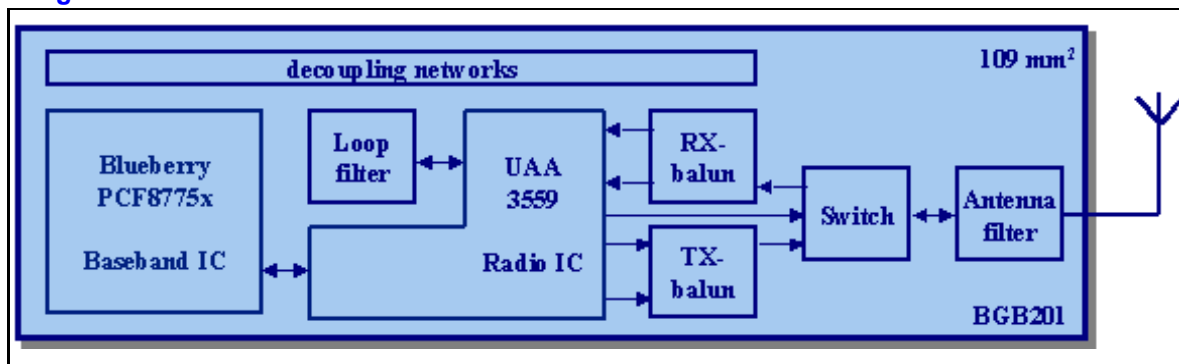 decoupling networks
109 mm²
Blueberry
PCF8775x
Baseband IC
Loop
filter
UAA
3559
Radio IC
RX-
balun
TX-
balun
Switch
Antenna
filter
BGB201